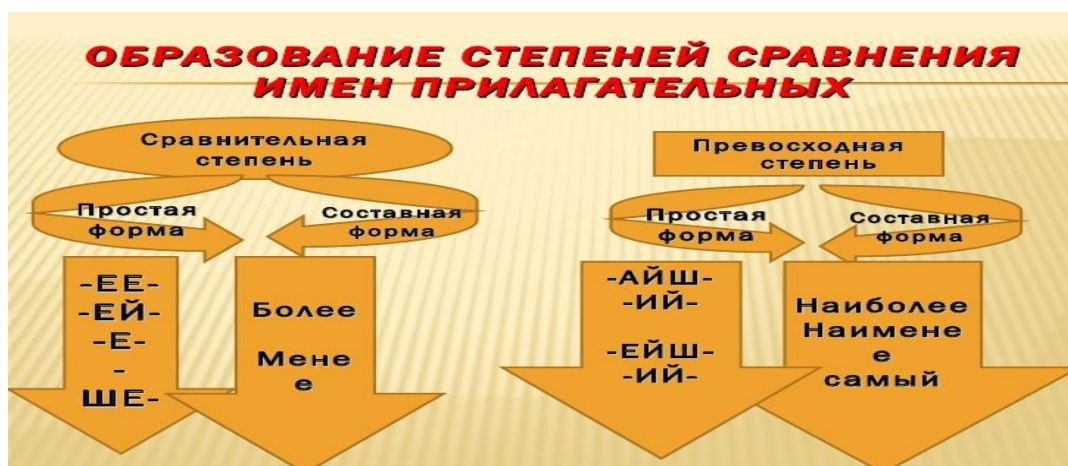 ОБРАЗОВАНИЕ СТЕПЕНЕЙ СРАВНЕНИЯ
ИМЕН ПРИЛАГАТЕЛЬНЫХ
Сравнительная
степень
Простая
форма
Составная
форма
-ЕЕ-
-ЕЙ-
-Е-
-
ШЕ-
Более
Мене
е
Превосходная
степень
Простая
форма
Составная
форма
-АЙШ-
-ИЙ-
-ЕЙШ-
-ИЙ-
Наиболее
Наимене
е
самый